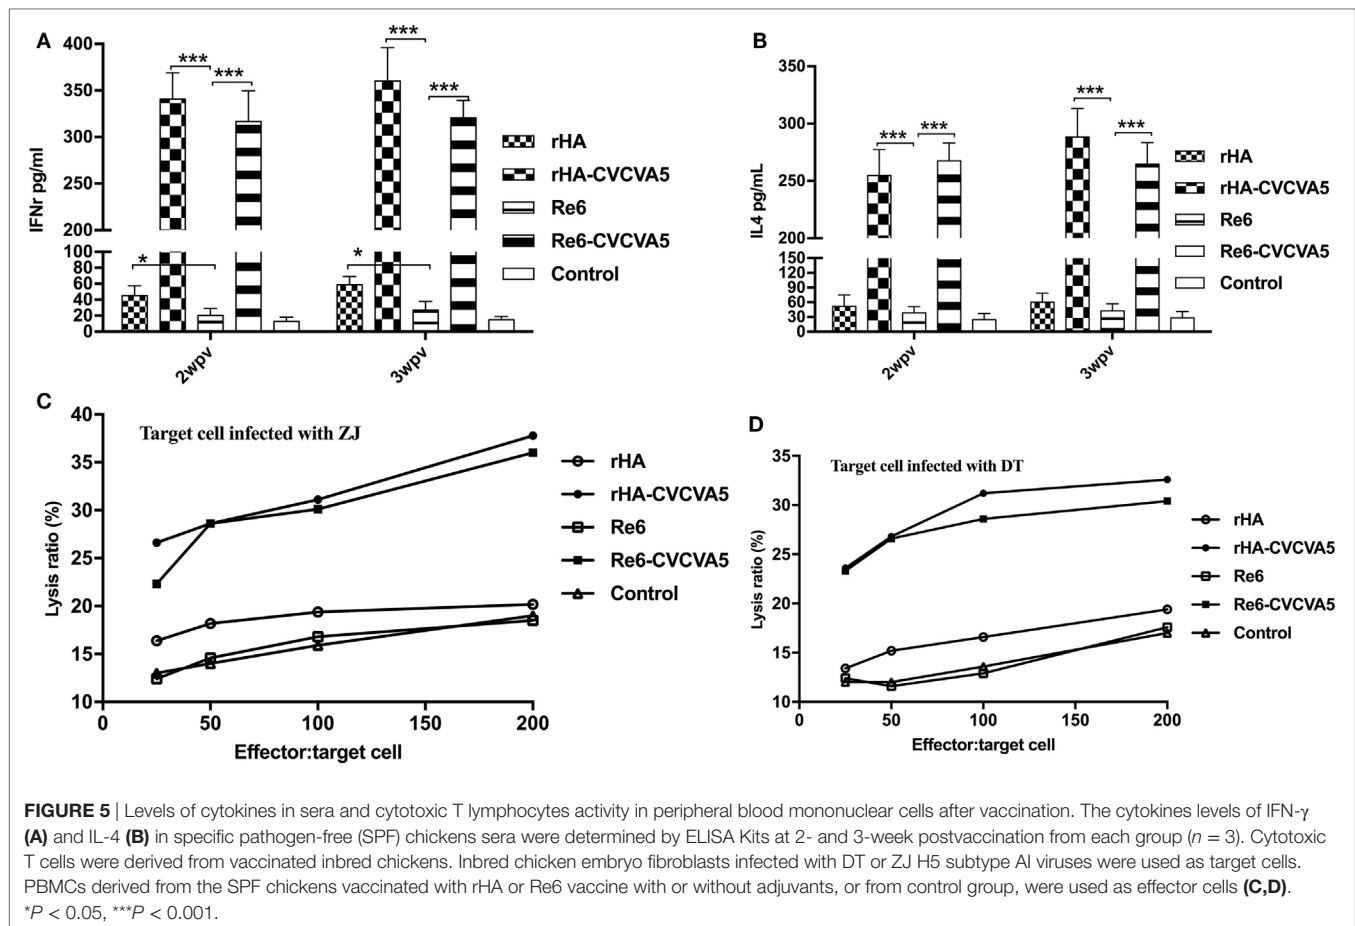 A
400
350
300
250
200
100
80
60
40
20
0
IFNr pg/ml
***
***
***
***
*
*
2wpv
3wpv
rHA
rHA-CVCVA5
Re6
Re6-CVCVA5
Control
B
350
300
250
200
150
120
90
60
30
0
IL4 pg/mL
***
***
***
***
2wpv
3wpv
rHA
rHA-CVCVA5
Re6
Re6-CVCVA5
Control
C
Target cell infected with ZJ
40
35
30
25
20
15
10
Lysis ratio (%)
0
50
100
150
200
Effector:target cell
rHA
rHA-CVCVA5
Re6
Re6-CVCVA5
Control
D
Target cell infected with DT
35
30
25
20
15
10
Lysis ratio (%)
0
50
100
150
200
Effector:target cell
rHA
rHA-CVCVA5
Re6
Re6-CVCVA5
Control
FIGURE 5 | Levels of cytokines in sera and cytotoxic T lymphocytes activity in peripheral blood mononuclear cells after vaccination. The cytokines levels of IFN-γ
(A) and IL-4 (B) in specific pathogen-free (SPF) chickens sera were determined by ELISA Kits at 2- and 3-week postvaccination from each group (n = 3). Cytotoxic
T cells were derived from vaccinated inbred chickens. Inbred chicken embryo fibroblasts infected with DT or ZJ H5 subtype AI viruses were used as target cells.
PBMCs derived from the SPF chickens vaccinated with rHA or Re6 vaccine with or without adjuvants, or from control group, were used as effector cells (C,D).
*P < 0.05, ***P < 0.001.